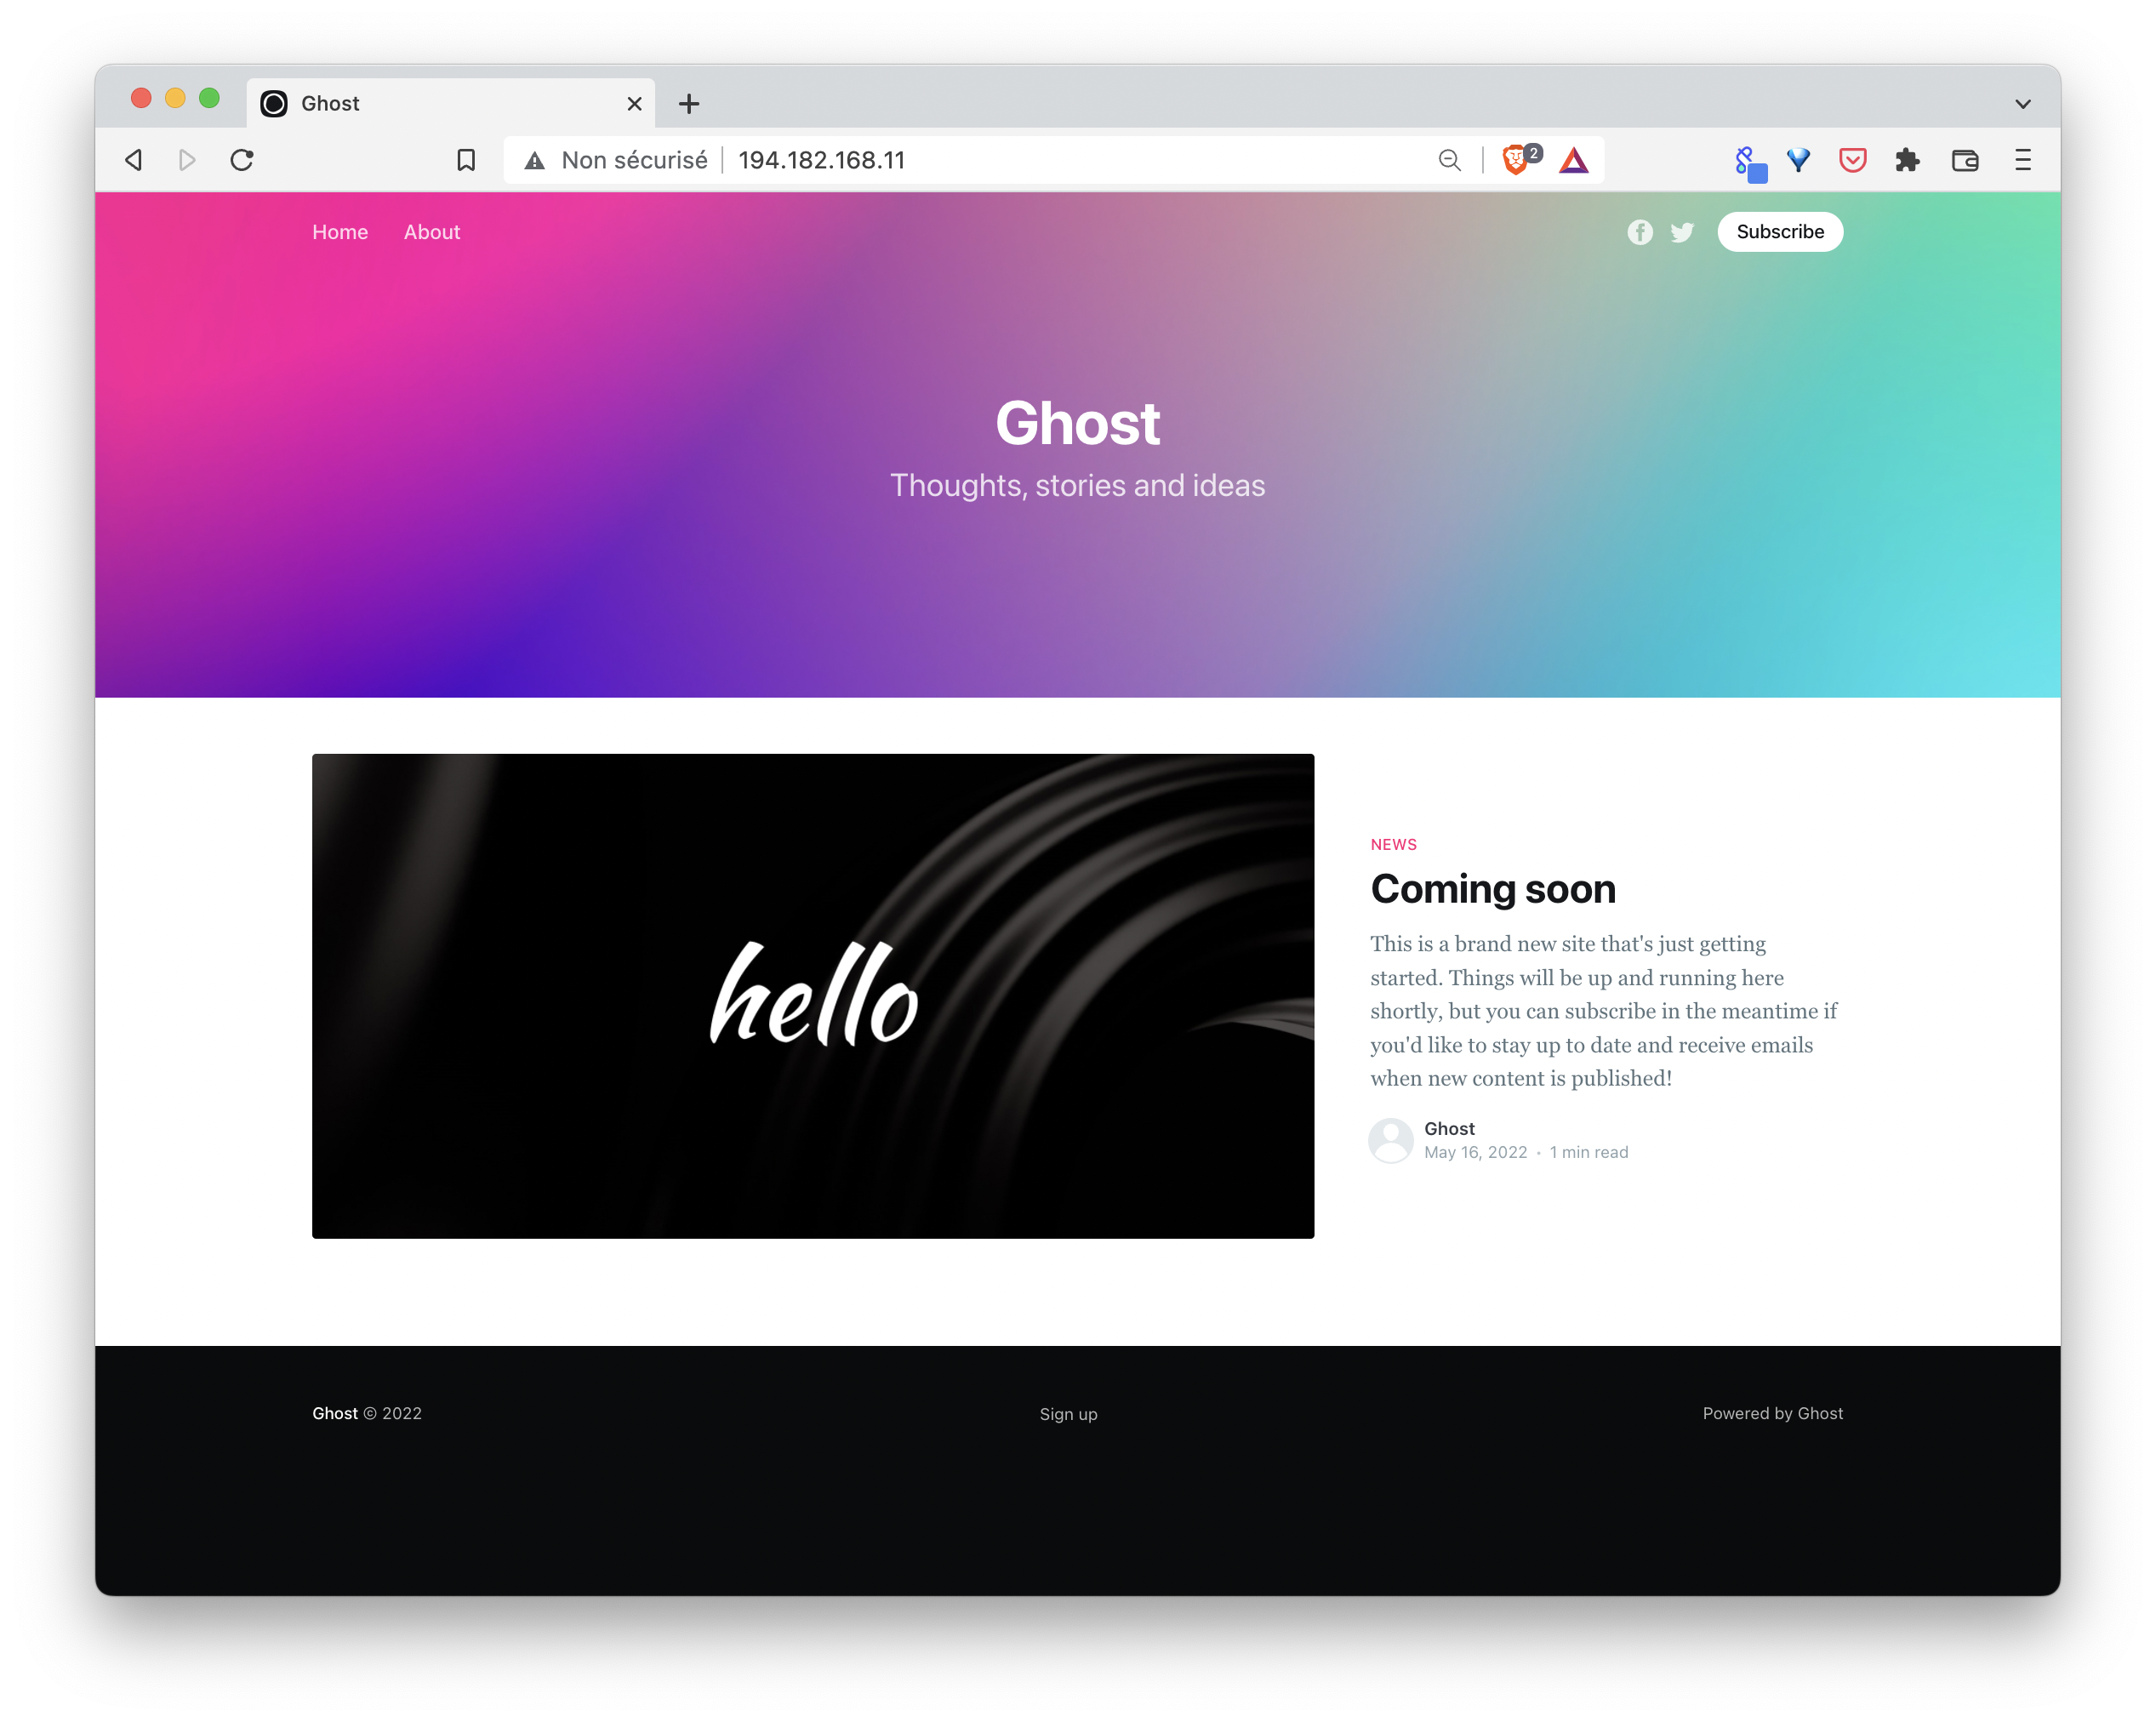 Ghost
Non sécurisé 194.182.168.11
2
Home About
Subscribe
Ghost
Thoughts, stories and ideas
hello
NEWS
Coming soon
This is a brand new site that's just getting
started. Things will be up and running here
shortly, but you can subscribe in the meantime if
you'd like to stay up to date and receive emails
when new content is published!
Ghost
May 16, 2022 • 1 min read
Ghost © 2022
Sign up
Powered by Ghost